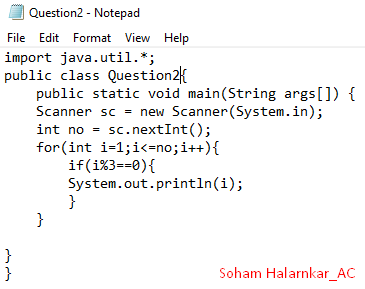 Question2 - Notepad
File Edit Format View Help
import java.util.*;
public class Question2{
    public static void main(String args[]) {
    Scanner sc = new Scanner(System.in);
    int no = sc.nextInt();
    for(int i=1;i<=no;i++){
        if(i%3==0){
        System.out.println(i);
        }
    }

}
}
Soham Halarnkar_AC